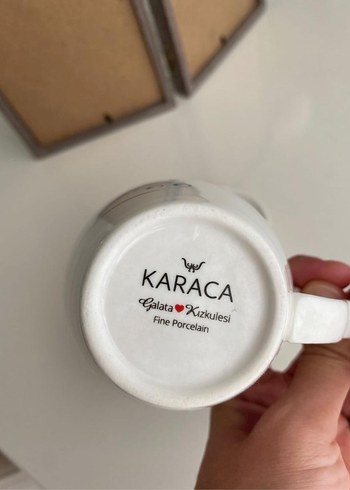 KARACA
Galata❤Kızkulesi
Fine Porcelain